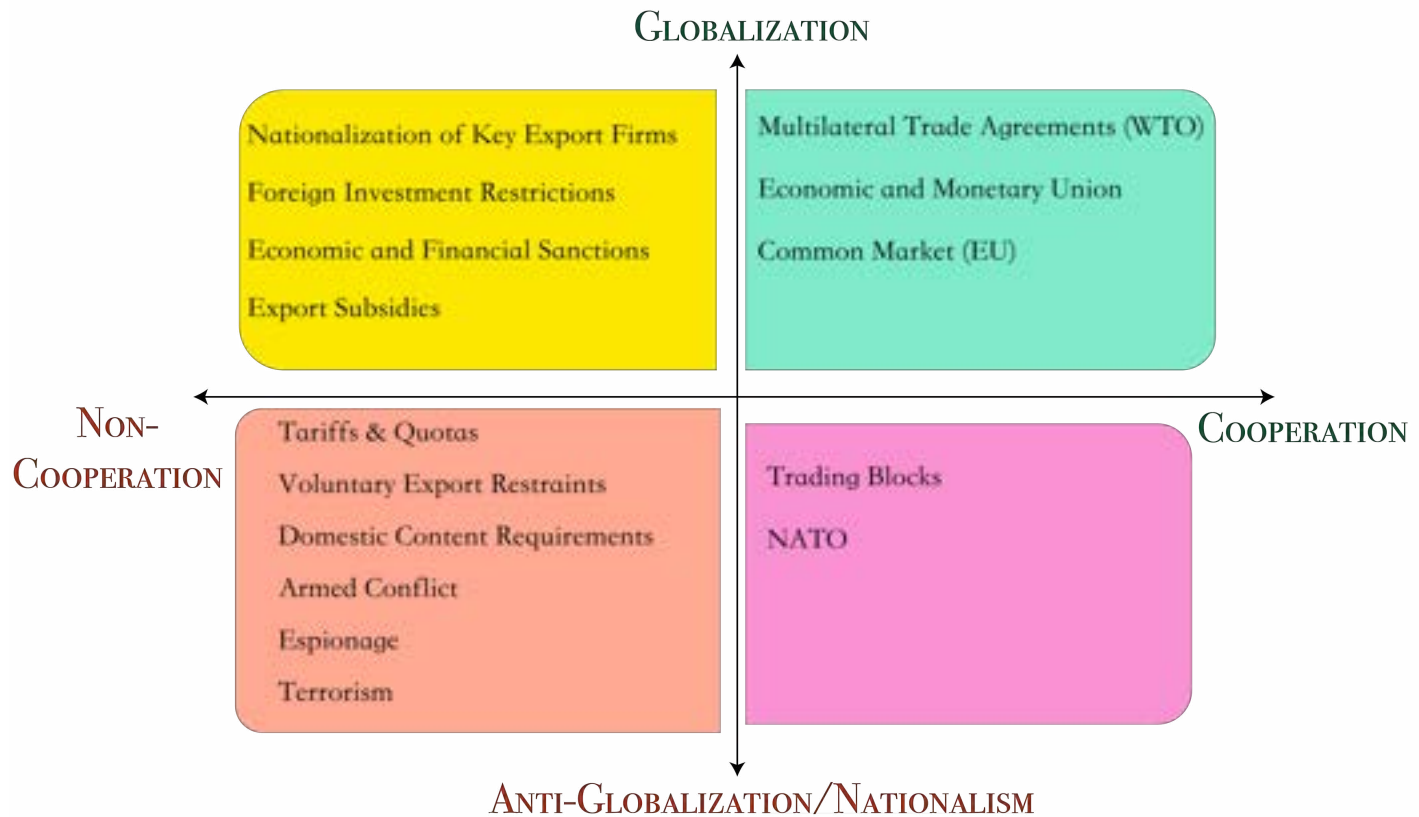 GLOBALIZATION
Nationalization of Key Export Firms
Foreign Investment Restrictions
Economic and Financial Sanctions
Export Subsidies
Multilateral Trade Agreements (WTO)
Economic and Monetary Union
Common Market (EU)
NON-
COOPERATION
COOPERATION
Tariffs & Quotas
Voluntary Export Restraints
Domestic Content Requirements
Armed Conflict
Espionage
Terrorism
Trading Blocks
NATO
ANTI-GLOBALIZATION/NATIONALISM